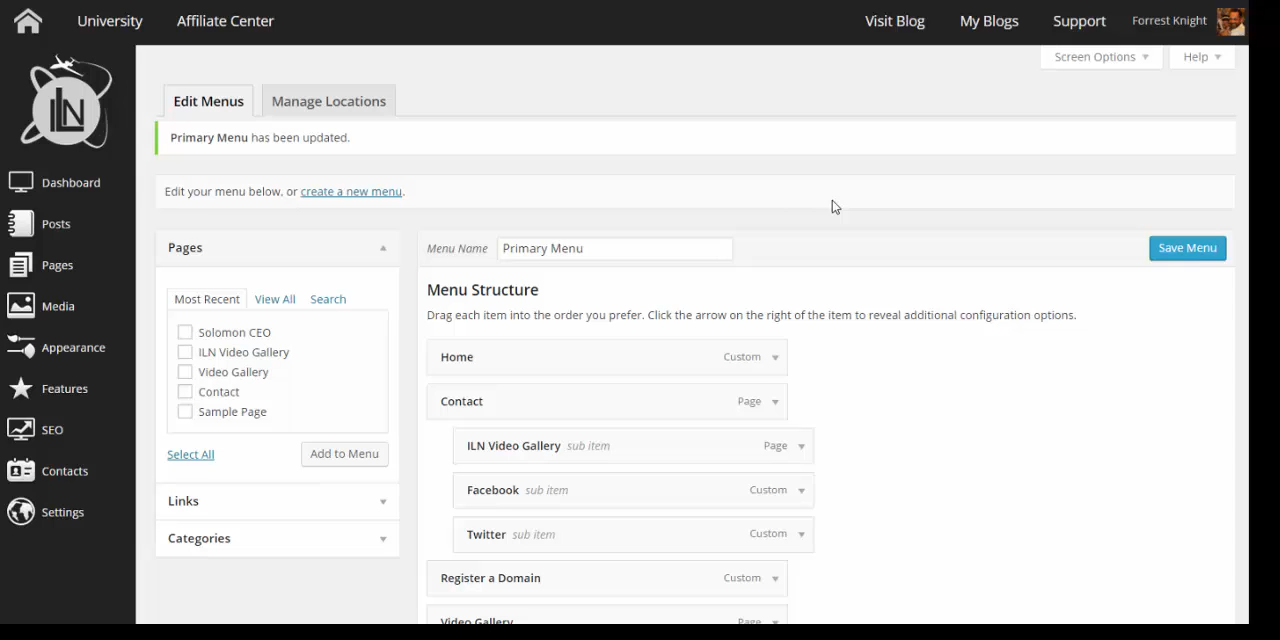 University Affiliate Center Visit Blog My Blogs Support Forrest Knight
Screen Options Help
ILN
Edit Menus Manage Locations
Primary Menu has been updated.
Edit your menu below, or create a new menu.
Dashboard
Posts
Pages
Media
Appearance
Features
SEO
Contacts
Settings
Pages
Most Recent View All Search
Solomon CEO
ILN Video Gallery
Video Gallery
Contact
Sample Page
Select All Add to Menu
Links
Categories
Menu Name Primary Menu Save Menu
Menu Structure
Drag each item into the order you prefer. Click the arrow on the right of the item to reveal additional configuration options.
Home Custom
Contact Page
ILN Video Gallery sub item Page
Facebook sub item Custom
Twitter sub item Custom
Register a Domain Custom
Video Gallery Page